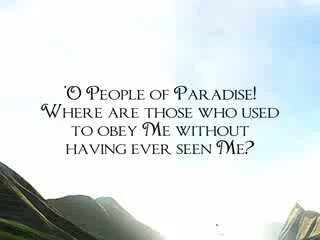 'O People of Paradise!
Where are those who used
to obey Me without
having ever seen Me?